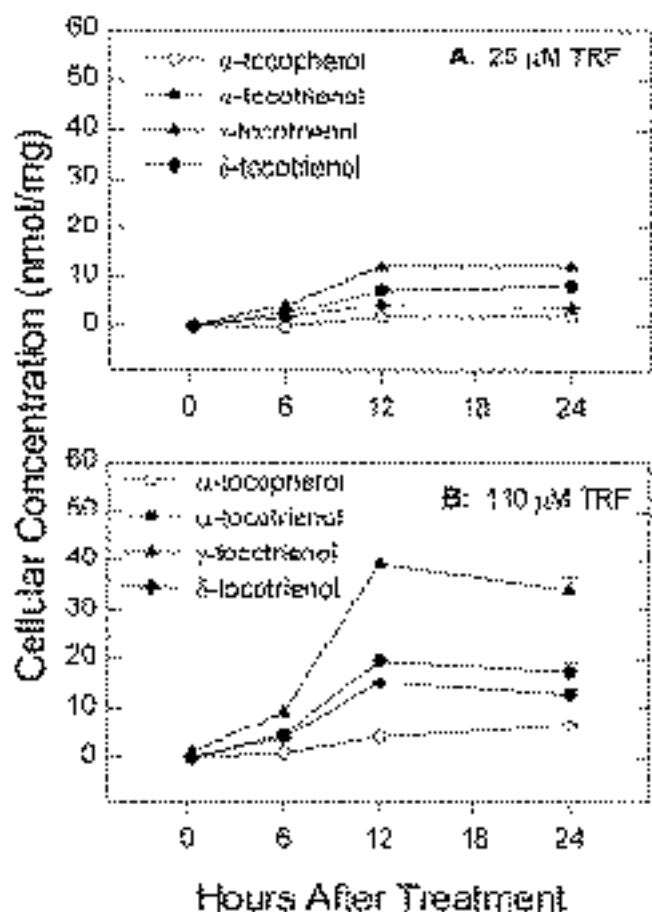 Cellular Concentration (nmol/mg)
60
50
40
30
20
10
0
α-tocopherol
α-tocotrienol
γ-tocotrienol
δ-tocotrienol
A. 25 μM TRF
0 6 12 18 24
60
50
40
30
20
10
0
α-tocopherol
α-tocotrienol
γ-tocotrienol
δ-tocotrienol
B: μM TRF
0 6 12 18 24
Hours After Treatment